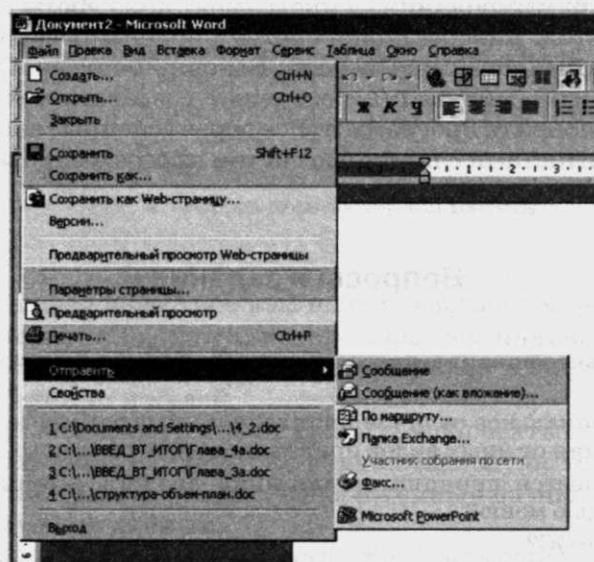 Документ2 - Microsoft Word
Файл Правка Вид Вставка Формат Сервис Таблица Окно Справка
Создать... Ctrl+N
Открыть... Ctrl+O
Закрыть
Сохранить Shift+F12
Сохранить как...
Сохранить как Web-страницу...
Версии...
Предварительный просмотр Web-страницы
Параметры страницы...
Предварительный просмотр
Печать... Ctrl+P
Отправить
Свойства
1 C:\Documents and Settings\...\4_2.doc
2 C:\...\ВВЕД_ВТ_ИТОГ\Глава_4а.doc
3 C:\...\ВВЕД_ВТ_ИТОГ\Глава_3а.doc
4 C:\...\структура-объем-план.doc
Выход
Сообщение
Сообщение (как вложение)...
По маршруту...
Папка Exchange...
Участник собрания по сети
Факс...
Microsoft PowerPoint
Ж К Ч
1 2 3